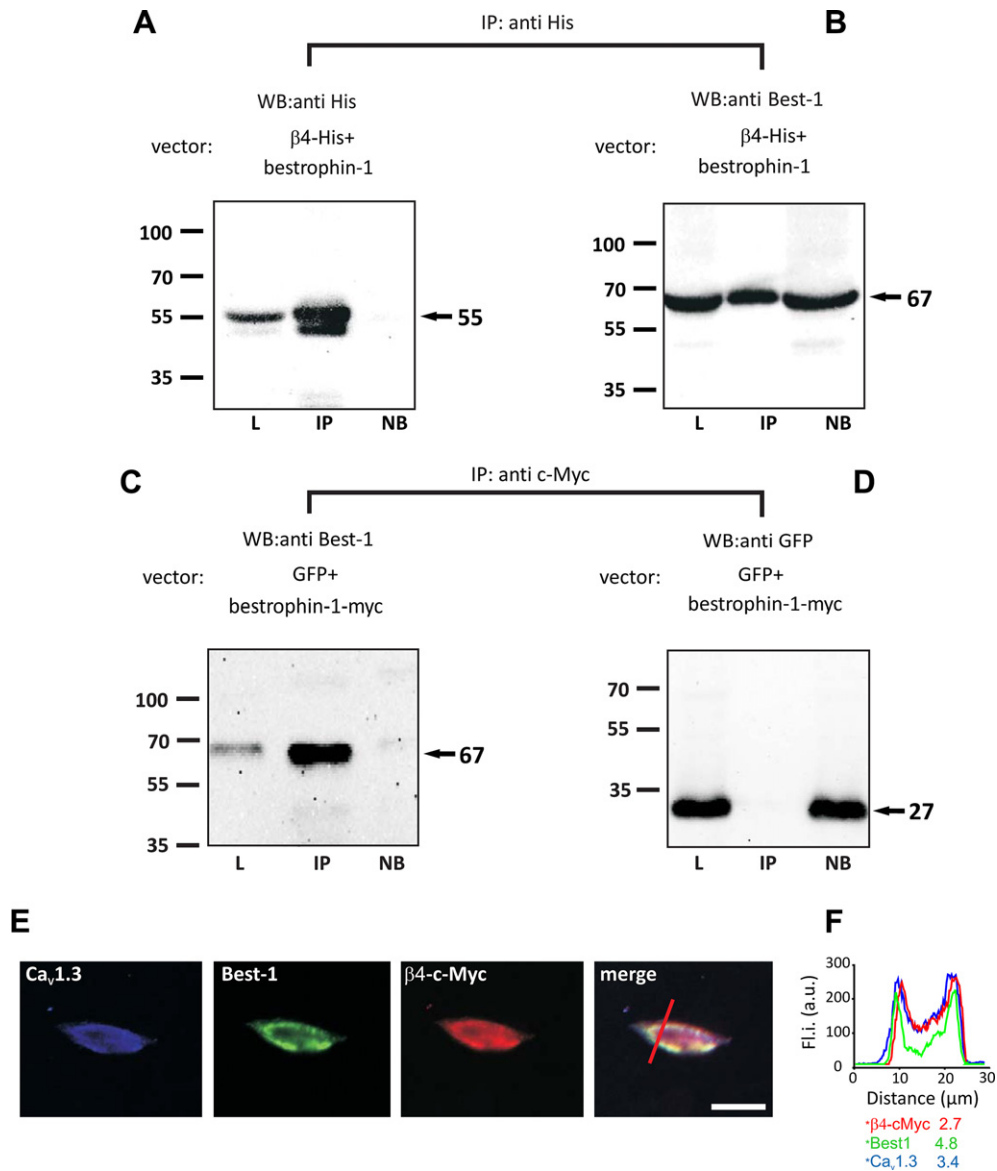 A
IP: anti His
B
WB:anti His
vector:
β4-His+
bestrophin-1
100
70
55
35
55
L IP NB
WB:anti Best-1
vector:
β4-His+
bestrophin-1
100
70
55
35
67
L IP NB
C
IP: anti c-Myc
D
WB:anti Best-1
vector:
GFP+
bestrophin-1-myc
100
70
55
35
67
L IP NB
WB:anti GFP
vector:
GFP+
bestrophin-1-myc
70
55
35
27
L IP NB
E
Cav1.3
Best-1
β4-c-Myc
merge
F
Fl.i. (a.u.)
300
200
100
0
0 10 20 30
Distance (µm)
*β4-cMyc 2.7
*Best1 4.8
*Cav1.3 3.4